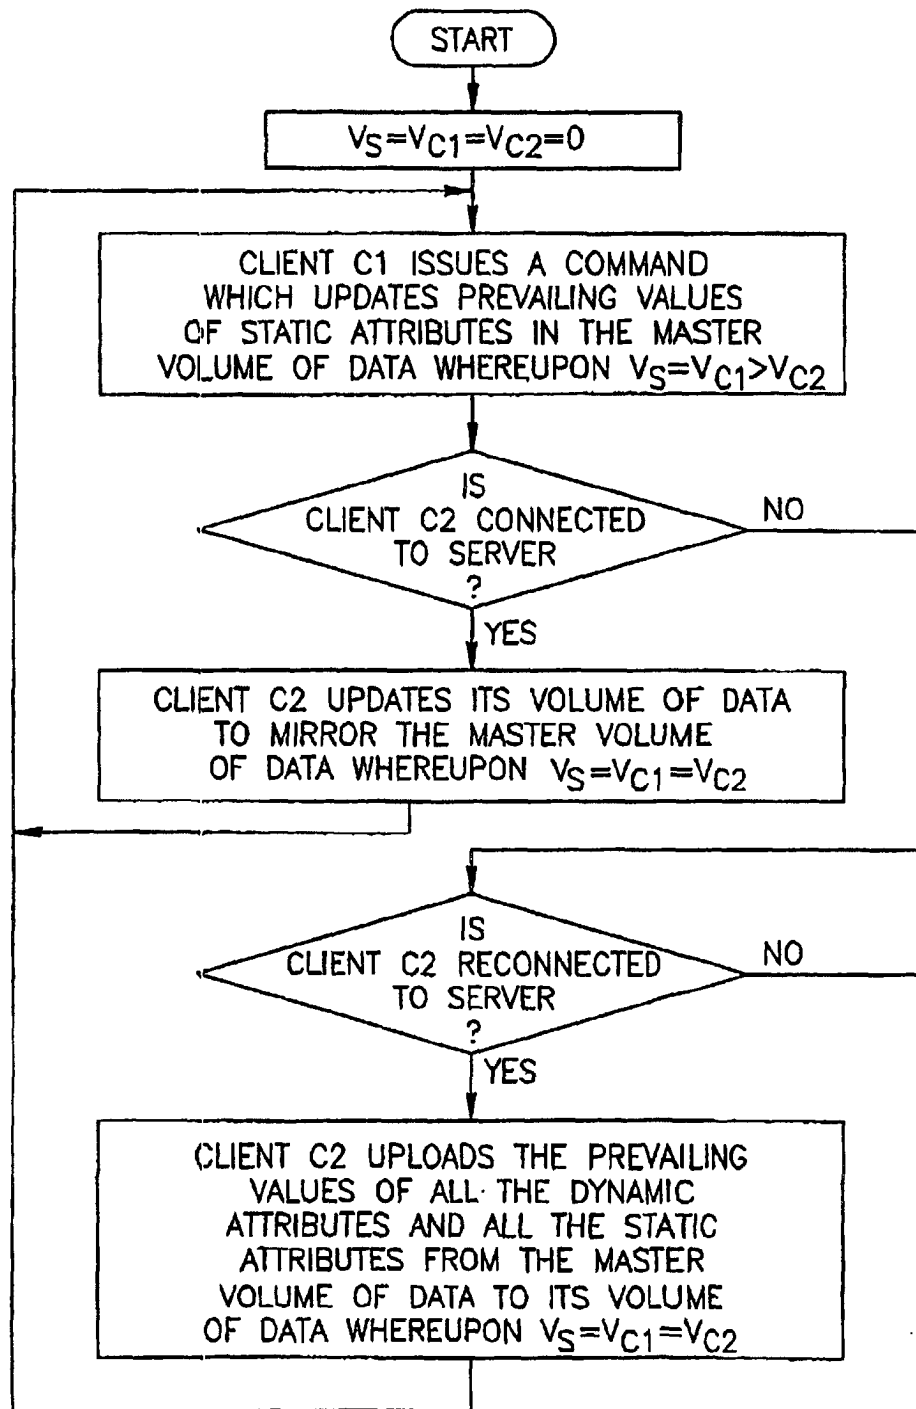 START
VS=VC1=VC2=0
CLIENT C1 ISSUES A COMMAND
WHICH UPDATES PREVAILING VALUES
OF STATIC ATTRIBUTES IN THE MASTER
VOLUME OF DATA WHEREUPON VS=VC1>VC2
IS
CLIENT C2 CONNECTED
TO SERVER
?
NO
YES
CLIENT C2 UPDATES ITS VOLUME OF DATA
TO MIRROR THE MASTER VOLUME
OF DATA WHEREUPON VS=VC1=VC2
IS
CLIENT C2 RECONNECTED
TO SERVER
?
NO
YES
CLIENT C2 UPLOADS THE PREVAILING
VALUES OF ALL THE DYNAMIC
ATTRIBUTES AND ALL THE STATIC
ATTRIBUTES FROM THE MASTER
VOLUME OF DATA TO ITS VOLUME
OF DATA WHEREUPON VS=VC1=VC2